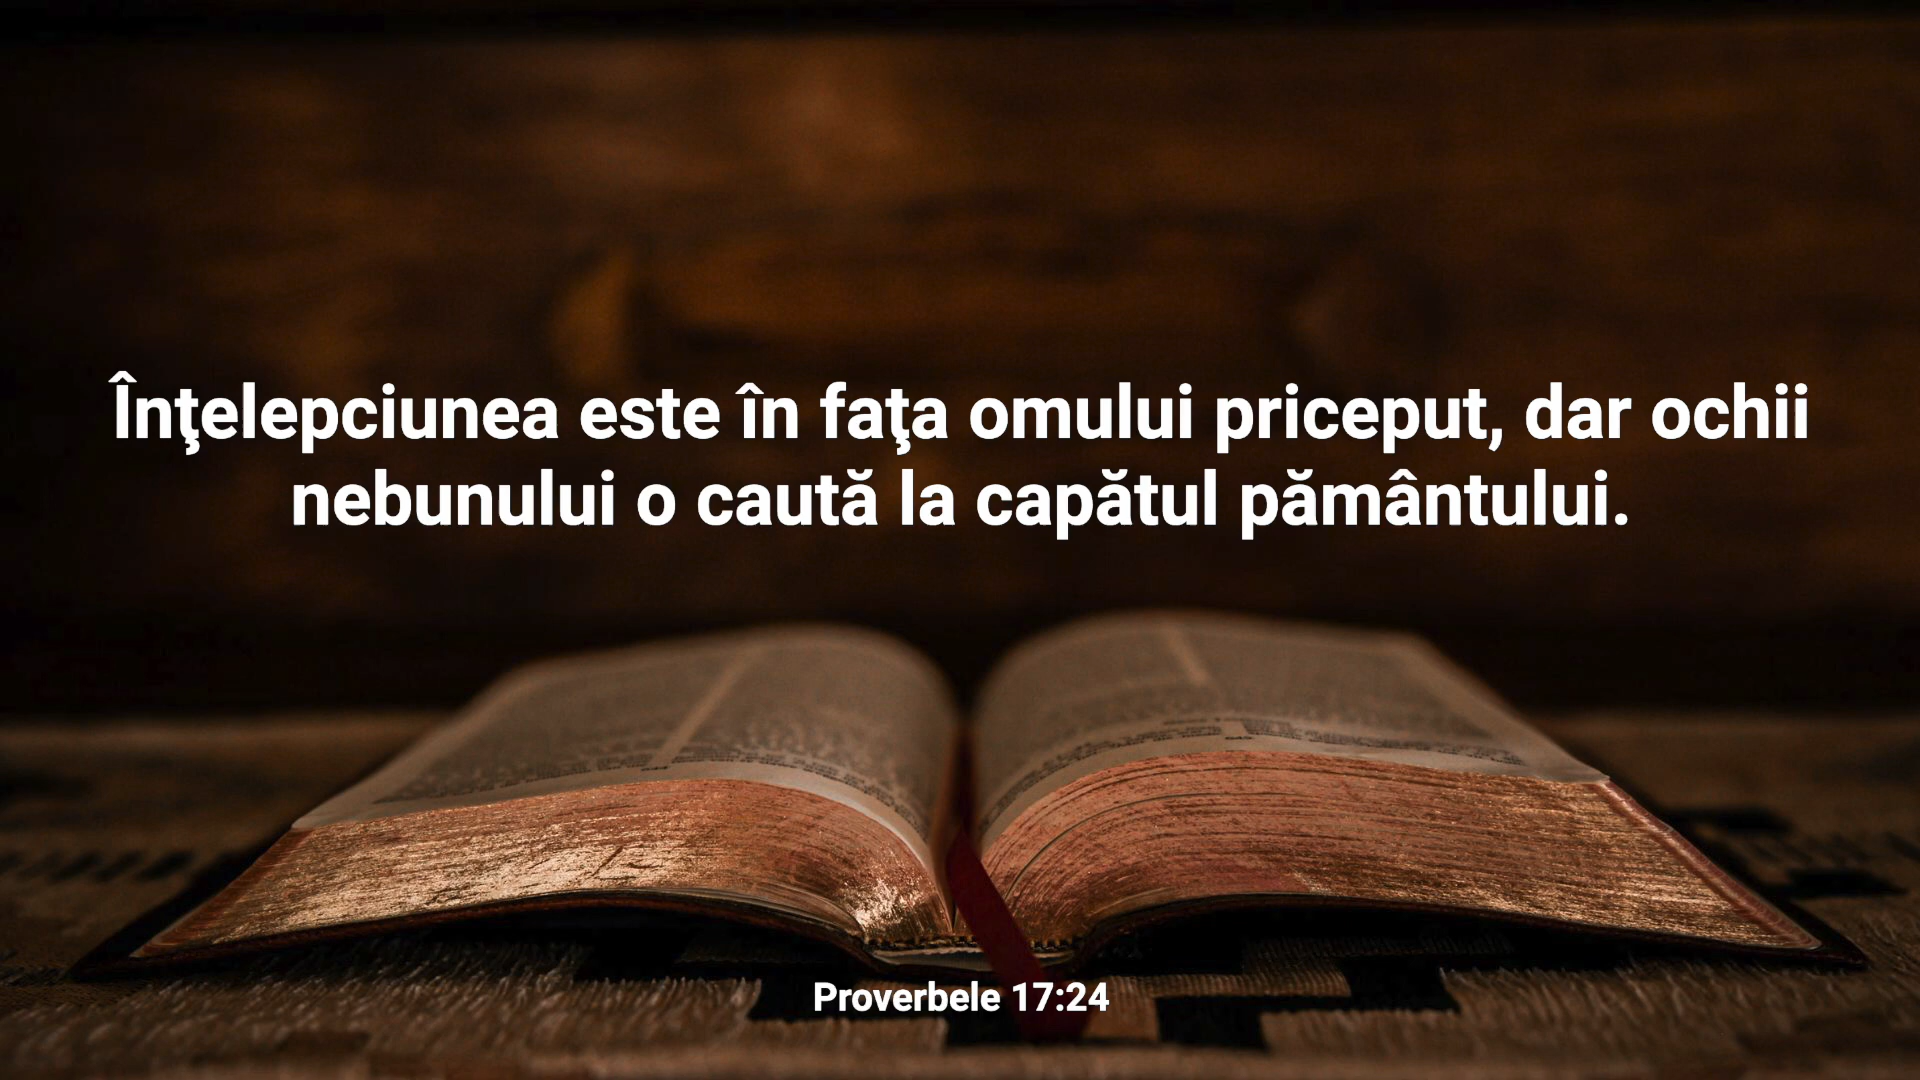 Înţelepciunea este în faţa omului priceput, dar ochii
nebunului o caută la capătul pământului.
Proverbele 17:24